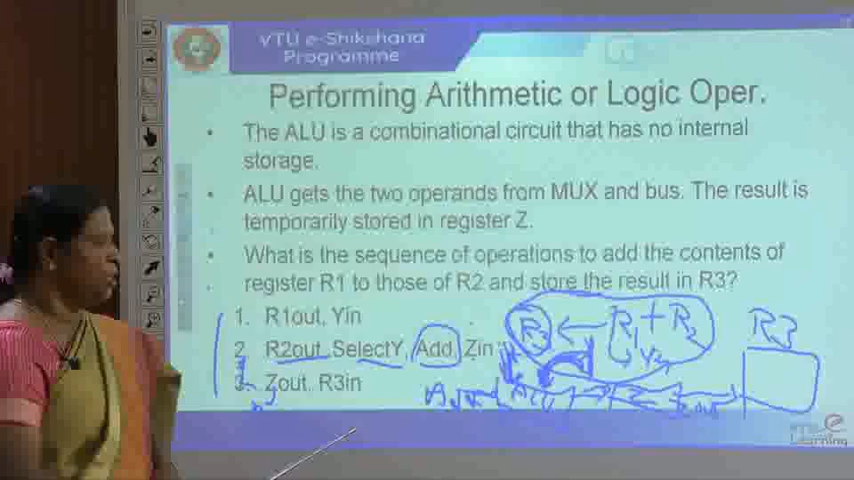 VTU e-Shikshana
Programme
Performing Arithmetic or Logic Oper.
• The ALU is a combinational circuit that has no internal
storage.
• ALU gets the two operands from MUX and bus. The result is
temporarily stored in register Z.
• What is the sequence of operations to add the contents of
register R1 to those of R2 and store the result in R3?
1. R1out, Yin
2. R2out, SelectY, Add, Zin
3. Zout, R3in
R3 ← R1 + R2
R3
ALU
Z
Learning